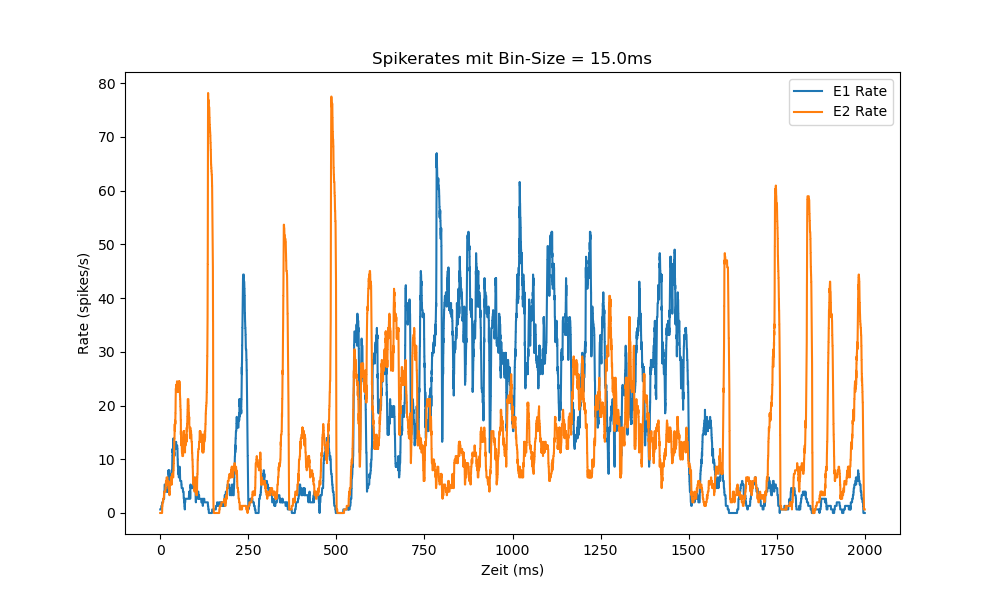 Spikerates mit Bin-Size = 15.0ms
E1 Rate
E2 Rate
80
70
60
50
40
30
20
10
0
Rate (spikes/s)
0 250 500 750 1000 1250 1500 1750 2000
Zeit (ms)